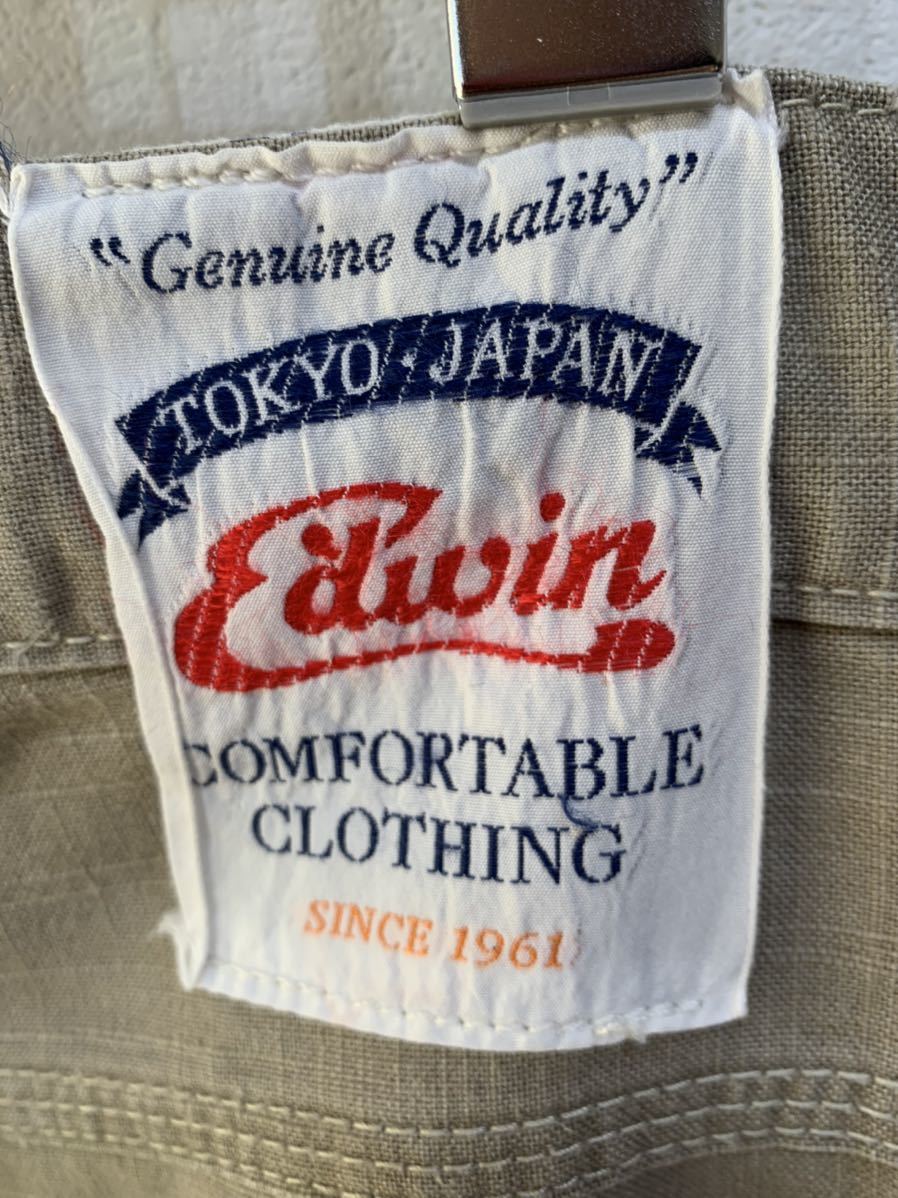 “Genuine Quality”
TOKYO・JAPAN
Edwin
COMFORTABLE
CLOTHING
SINCE 1961